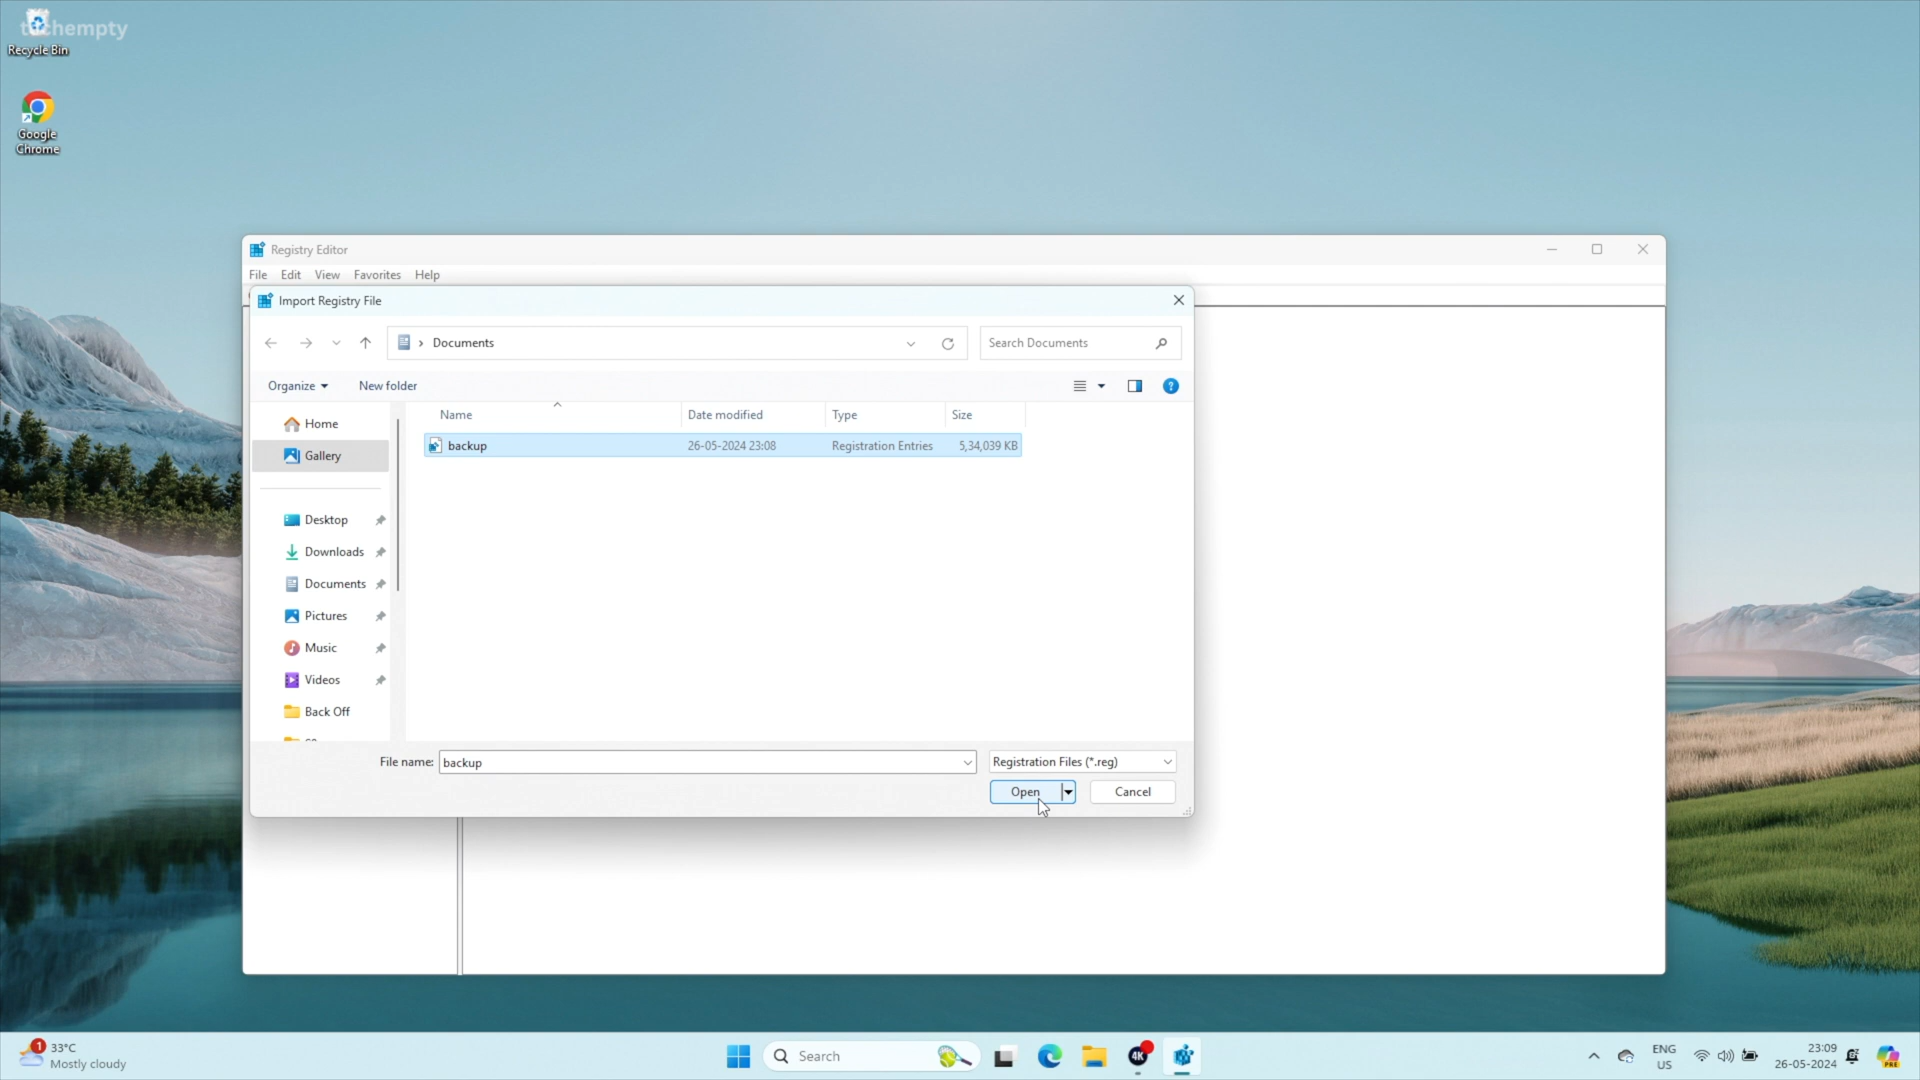 techempty
Recycle Bin
Google
Chrome
Registry Editor
File Edit View Favorites Help
Import Registry File
Documents
Search Documents
Organize New folder
Name Date modified Type Size
backup 26-05-2024 23:08 Registration Entries 5,34,039 KB
Home
Gallery
Desktop
Downloads
Documents
Pictures
Music
Videos
Back Off
File name: backup Registration Files (*.reg)
Open Cancel
1
33°C
Mostly cloudy
Search
4K
ENG
US
23:09
26-05-2024
PRE